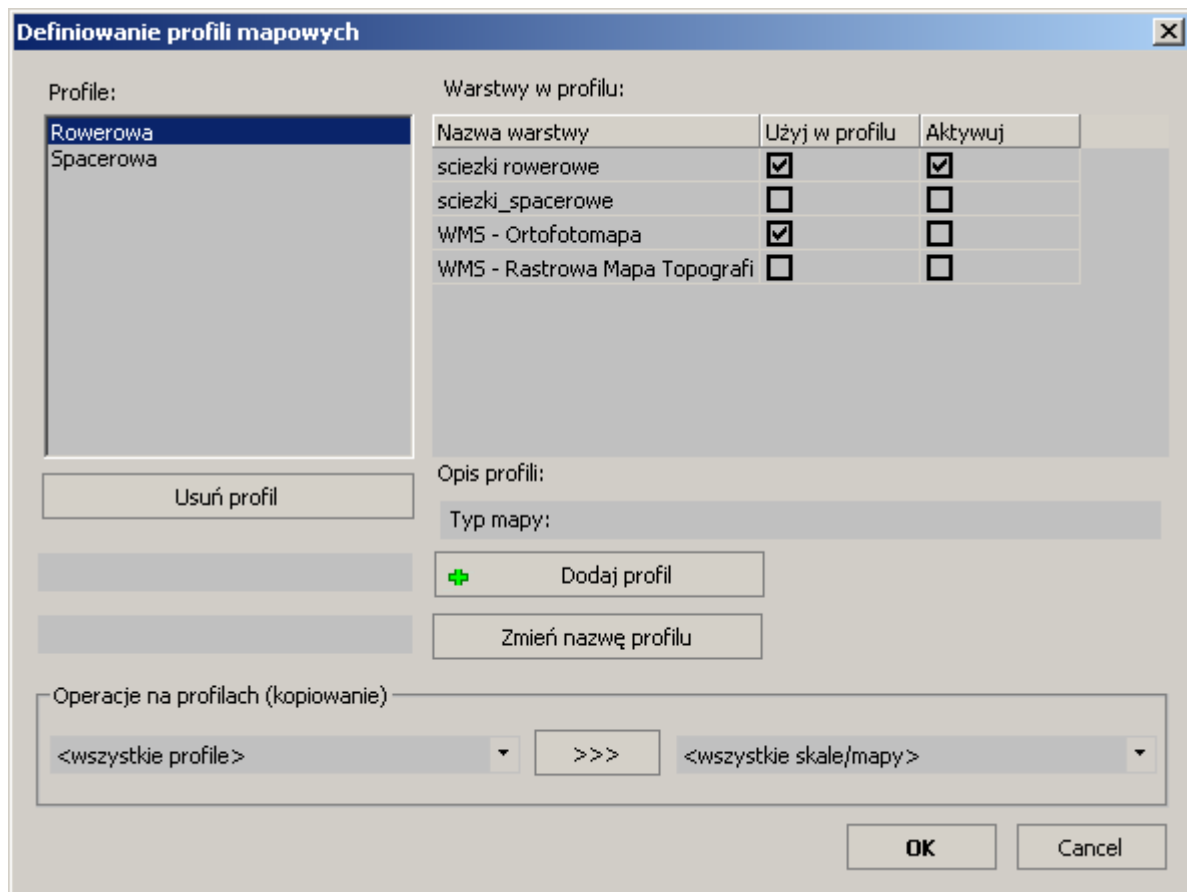 Definiowanie profili mapowych
Profile:
Rowerowa
Spacerowa
Usuń profil
Warstwy w profilu:
Nazwa warstwy Użyj w profilu Aktywuj
sciezki rowerowe
sciezki_spacerowe
WMS - Ortofotomapa
WMS - Rastrowa Mapa Topografi
Opis profili:
Typ mapy:
Dodaj profil
Zmień nazwę profilu
Operacje na profilach (kopiowanie)
<wszystkie profile> >>> <wszystkie skale/mapy>
OK Cancel